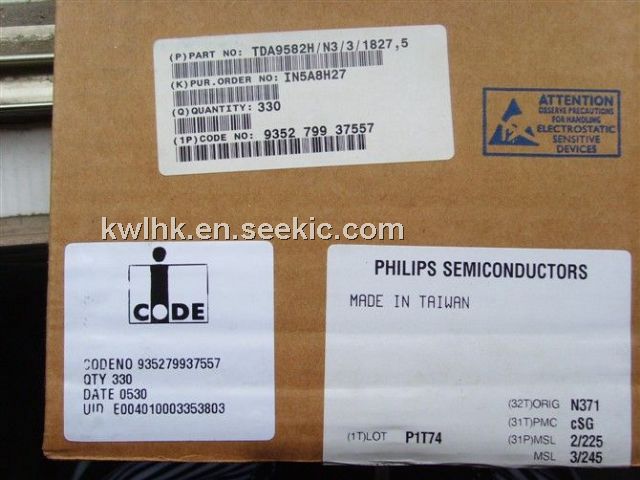 (P)PART NO: TDA9582H/N3/3/1827,5
(K)PUR.ORDER NO: IN5A8H27
(Q)QUANTITY: 330
(1P)CODE NO: 9352 799 37557
ATTENTION
OBSERVE PRECAUTIONS
FOR HANDLING
ELECTROSTATIC
SENSITIVE
DEVICES
kwlhk.en.seekic.com
i
CODE
CODENO 935279937557
QTY 330
DATE 0530
UID E004010003353803
PHILIPS SEMICONDUCTORS
MADE IN TAIWAN
(32T)ORIG N371
(31T)PMC cSG
(1T)LOT P1T74
(31P)MSL 2/225
MSL 3/245